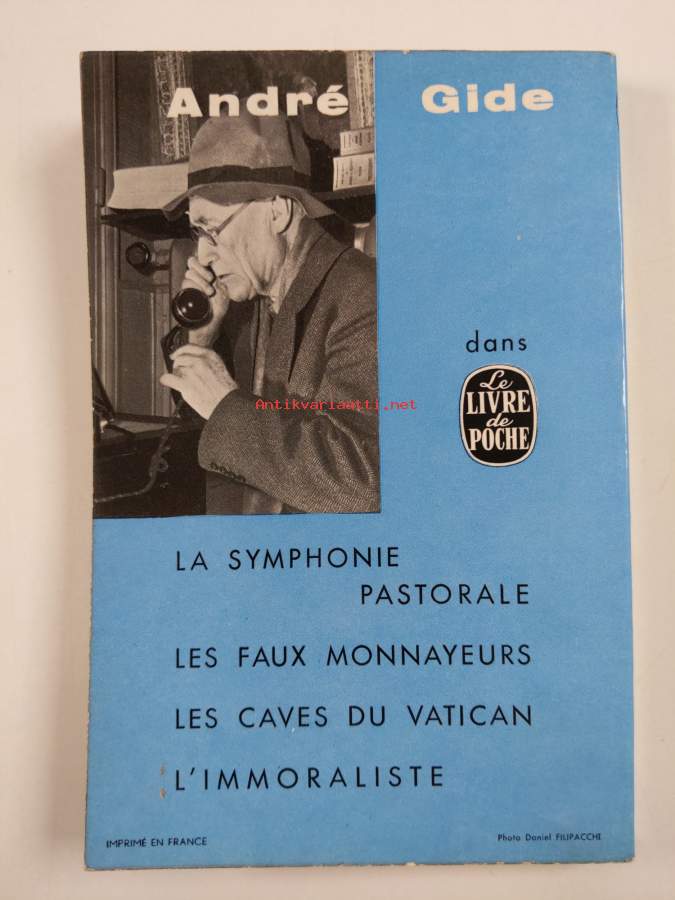 André Gide
dans
Le
LIVRE
de
POCHE
Antikvariaatti.net
LA SYMPHONIE
PASTORALE
LES FAUX MONNAYEURS
LES CAVES DU VATICAN
L'IMMORALISTE
IMPRIMÉ EN FRANCE
Photo Daniel FILIPACCHI